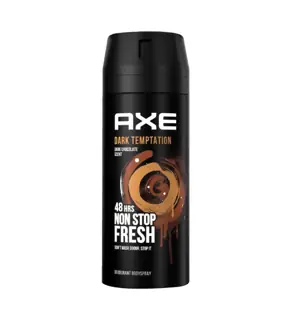 AXE
DARK TEMPTATION
DARK CHOCOLATE
SCENT
48 HRS
NON STOP
FRESH
DEODORANT BODYSPRAY